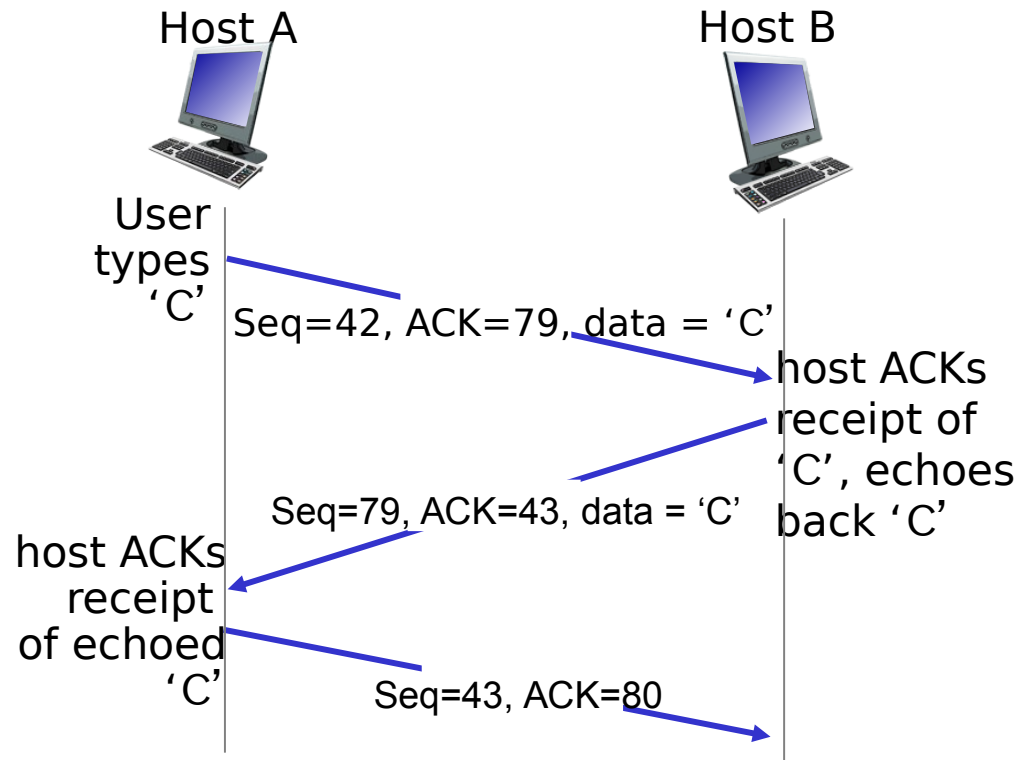 Host A
Host B
User
types
‘C’
Seq=42, ACK=79, data = ‘C’
host ACKs
receipt of
‘C’, echoes
back ‘C’
Seq=79, ACK=43, data = ‘C’
host ACKs
receipt
of echoed
‘C’
Seq=43, ACK=80